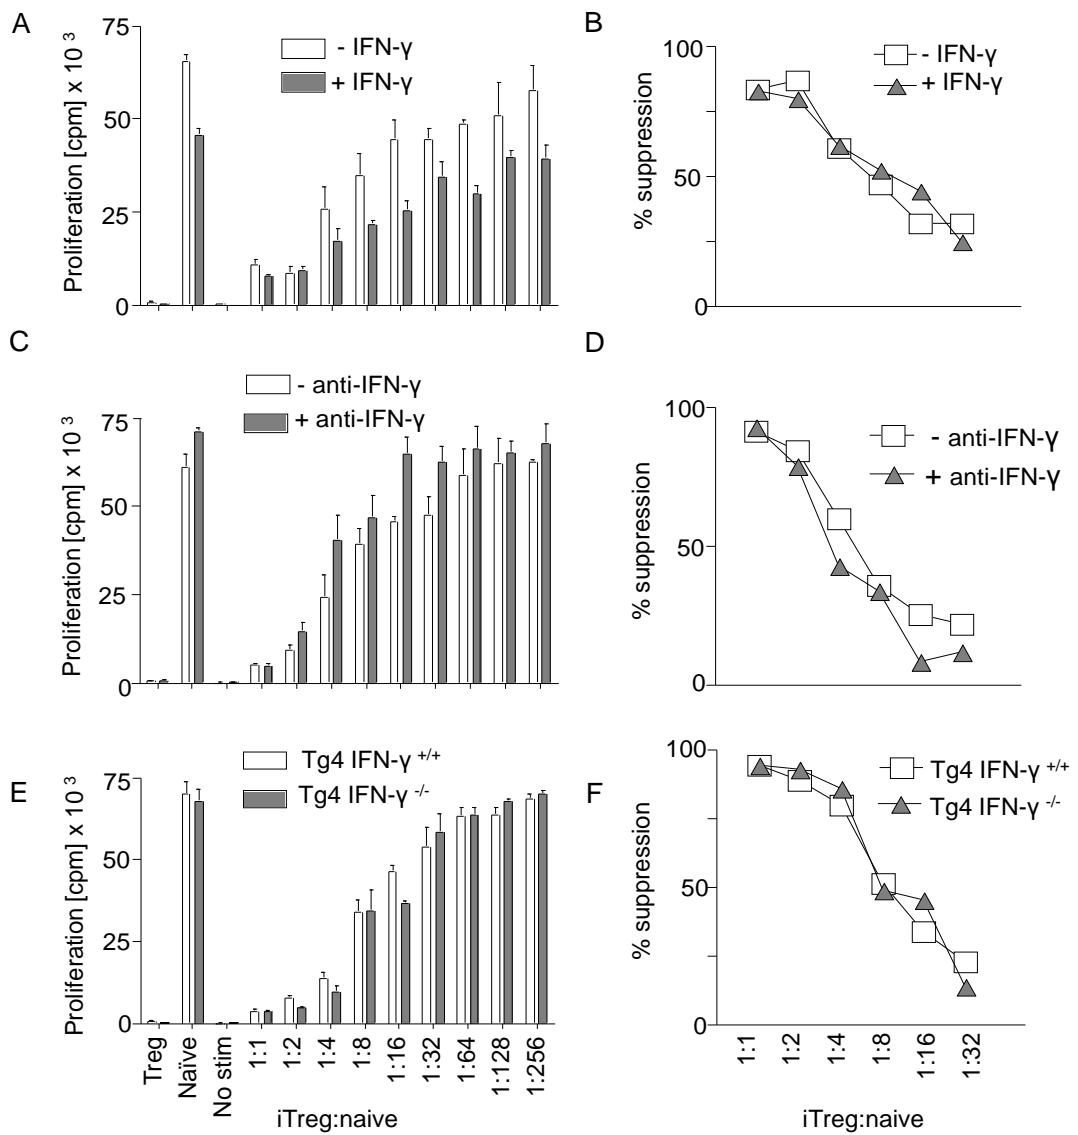 A
Proliferation [cpm] x 10 3
75
50
25
0
- IFN-γ
+ IFN-γ
B
% suppression
100
50
0
- IFN-γ
+ IFN-γ
C
Proliferation [cpm] x 10 3
75
50
25
0
- anti-IFN-γ
+ anti-IFN-γ
D
% suppression
100
50
0
- anti-IFN-γ
+ anti-IFN-γ
E
Proliferation [cpm] x 10 3
75
50
25
0
Tg4 IFN-γ +/+
Tg4 IFN-γ -/-
Treg
Naïve
No stim
1:1
1:2
1:4
1:8
1:16
1:32
1:64
1:128
1:256
iTreg:naive
F
% suppression
100
50
0
Tg4 IFN-γ +/+
Tg4 IFN-γ -/-
1:1
1:2
1:4
1:8
1:16
1:32
iTreg:naive